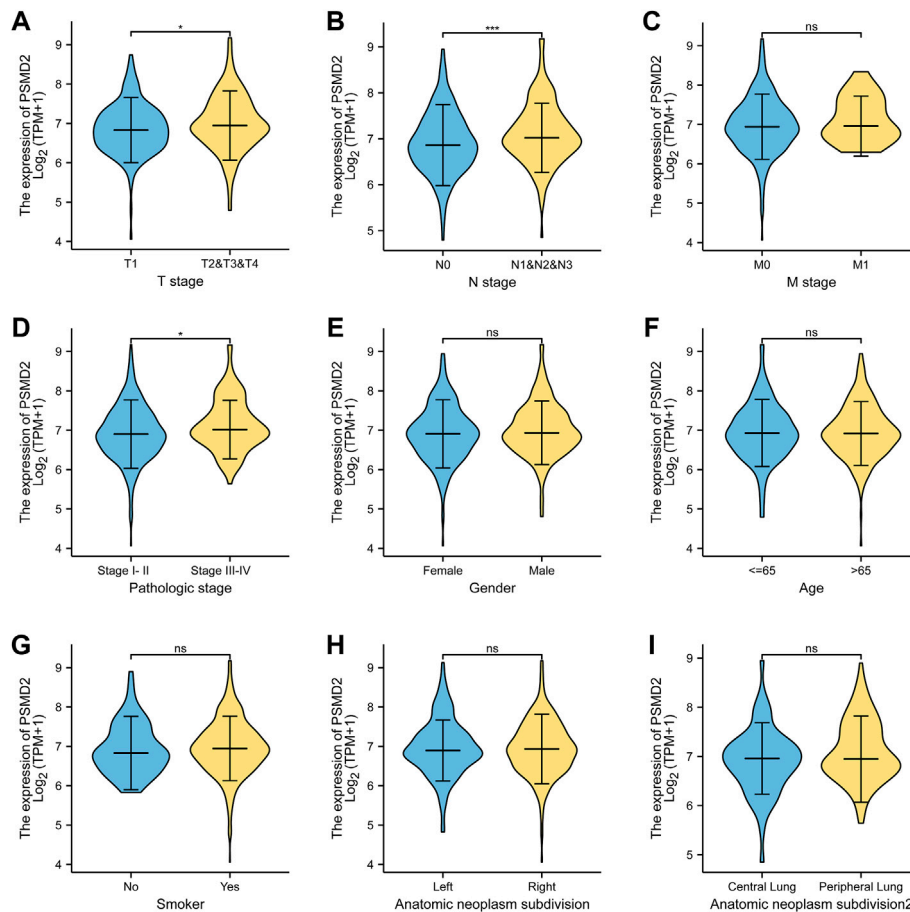 A
The expression of PSMD2
Log2 (TPM+1)
*
9
8
7
6
5
4
T1
T2&T3&T4
T stage
B
The expression of PSMD2
Log2 (TPM+1)
***
9
8
7
6
5
N0
N1&N2&N3
N stage
C
The expression of PSMD2
Log2 (TPM+1)
ns
9
8
7
6
5
4
M0
M1
M stage
D
The expression of PSMD2
Log2 (TPM+1)
*
9
8
7
6
5
4
Stage I- II
Stage III-IV
Pathologic stage
E
The expression of PSMD2
Log2 (TPM+1)
ns
9
8
7
6
5
4
Female
Male
Gender
F
The expression of PSMD2
Log2 (TPM+1)
ns
9
8
7
6
5
4
<=65
>65
Age
G
The expression of PSMD2
Log2 (TPM+1)
ns
9
8
7
6
5
4
No
Yes
Smoker
H
The expression of PSMD2
Log2 (TPM+1)
ns
9
8
7
6
5
4
Left
Right
Anatomic neoplasm subdivision
I
The expression of PSMD2
Log2 (TPM+1)
ns
9
8
7
6
5
Central Lung
Peripheral Lung
Anatomic neoplasm subdivision2